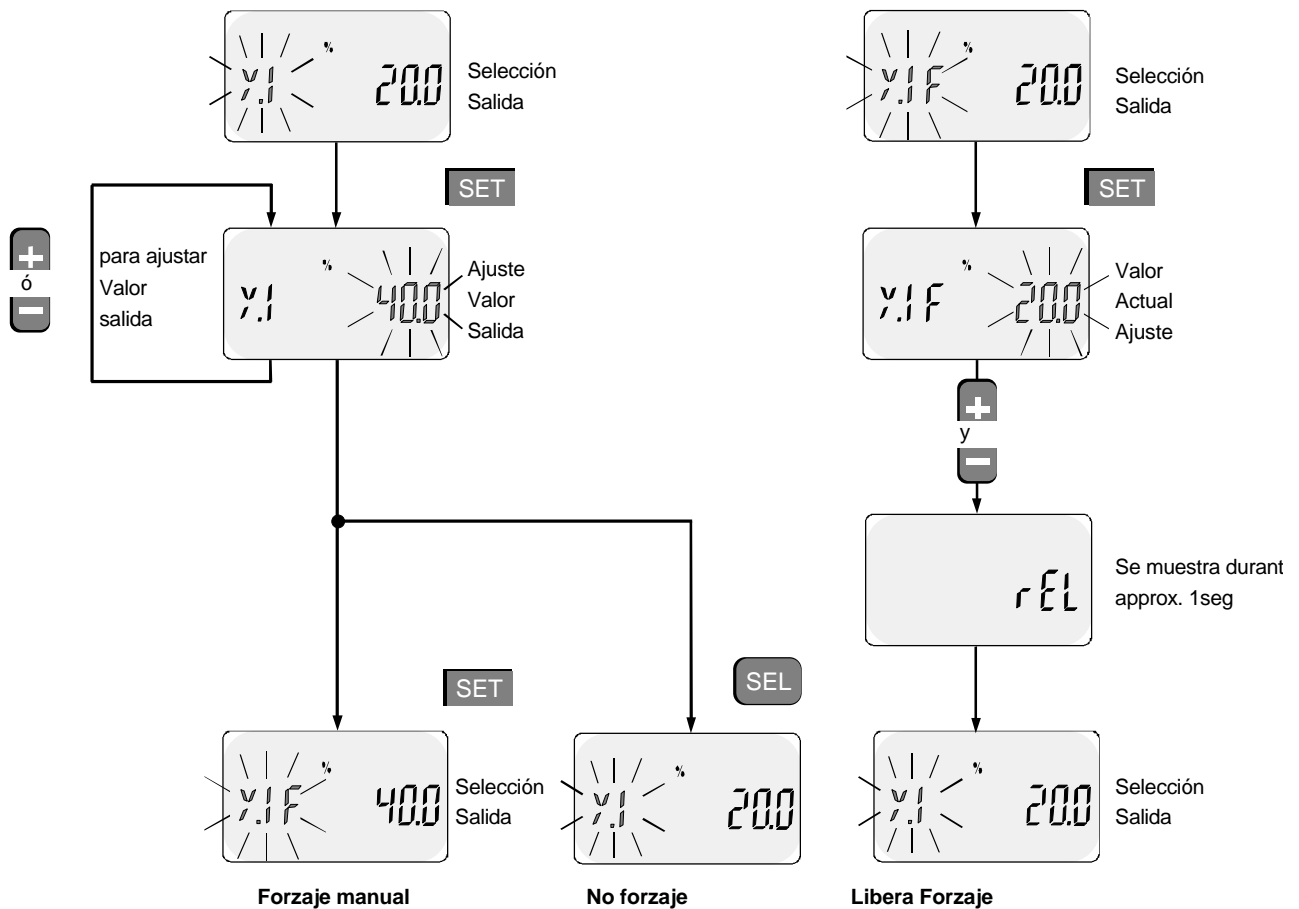 Y.1 % 20.0
Selección
Salida
SET
+
ó
−
para ajustar
Valor
salida
Y.1 % 40.0
Ajuste
Valor
Salida
SET
SEL
Y.1F % 40.0
Selección
Salida
Y.1 % 20.0
Forzaje manual
No forzaje
Y.1F % 20.0
Selección
Salida
SET
Y.1F % 20.0
Valor
Actual
Ajuste
+
y
−
rEL
Se muestra durant
approx. 1seg
Y.1 % 20.0
Selección
Salida
Libera Forzaje